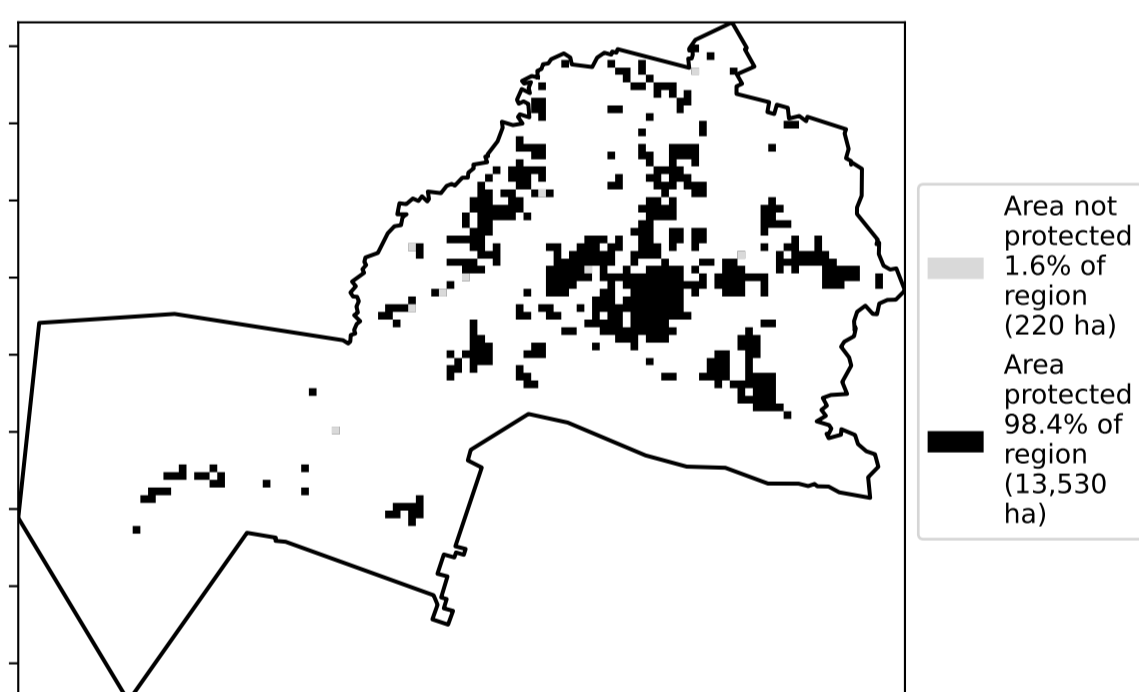 Area not
protected
1.6% of
region
(220 ha)
Area
protected
98.4% of
region
(13,530
ha)